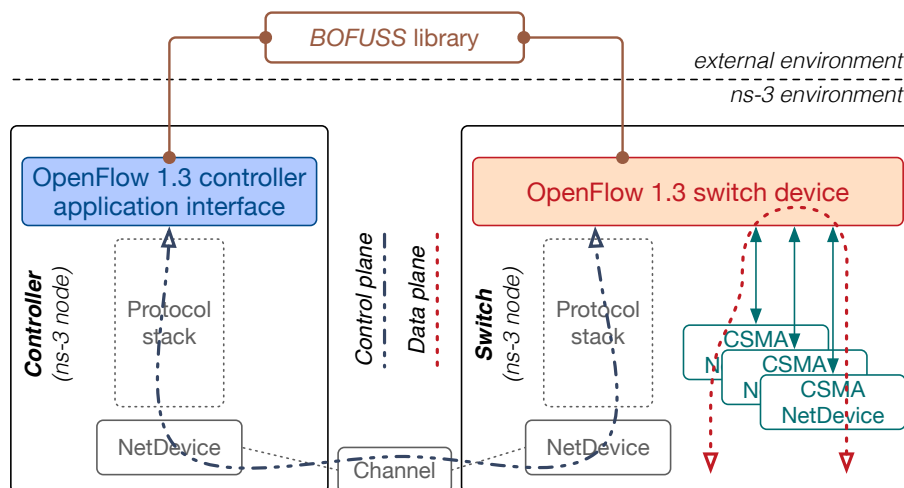 BOFUSS library
external environment
ns-3 environment
OpenFlow 1.3 controller
application interface
OpenFlow 1.3 switch device
Controller
(ns-3 node)
Protocol
stack
Control plane
Data plane
Switch
(ns-3 node)
Protocol
stack
CSMA
N
CSMA
N
CSMA
NetDevice
NetDevice
Channel
NetDevice